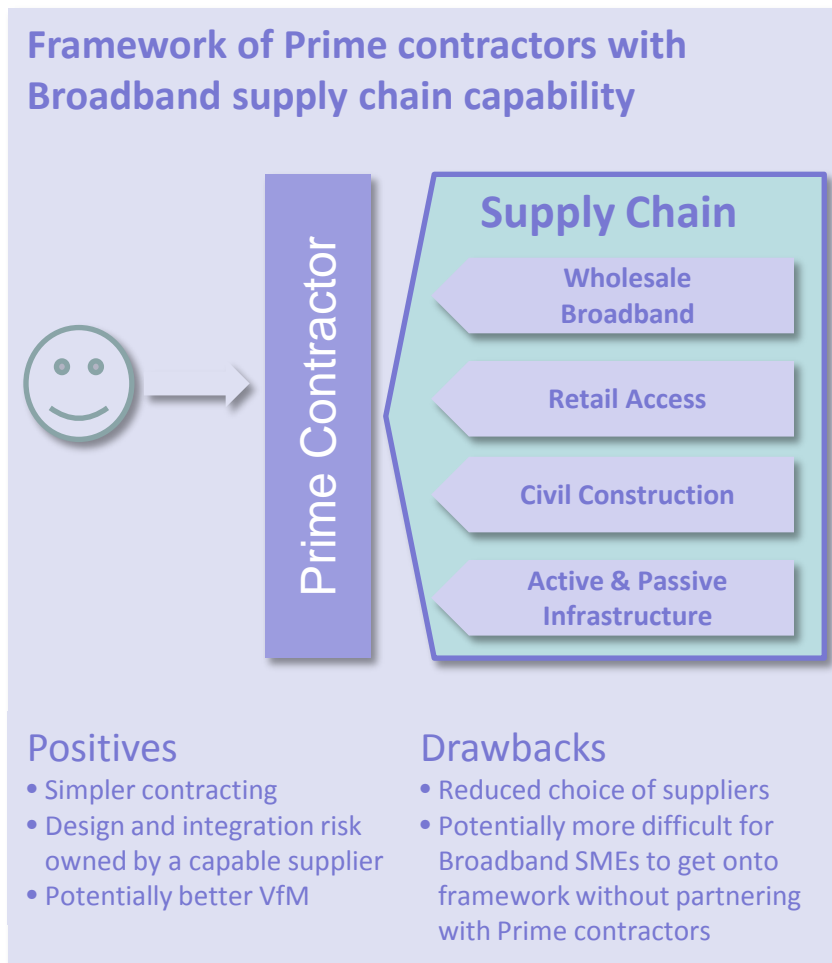 Framework of Prime contractors with
Broadband supply chain capability
Prime Contractor
Supply Chain
Wholesale
Broadband
Retail Access
Civil Construction
Active & Passive
Infrastructure
Positives
• Simpler contracting
• Design and integration risk
owned by a capable supplier
• Potentially better VfM
Drawbacks
• Reduced choice of suppliers
• Potentially more difficult for
Broadband SMEs to get onto
framework without partnering
with Prime contractors